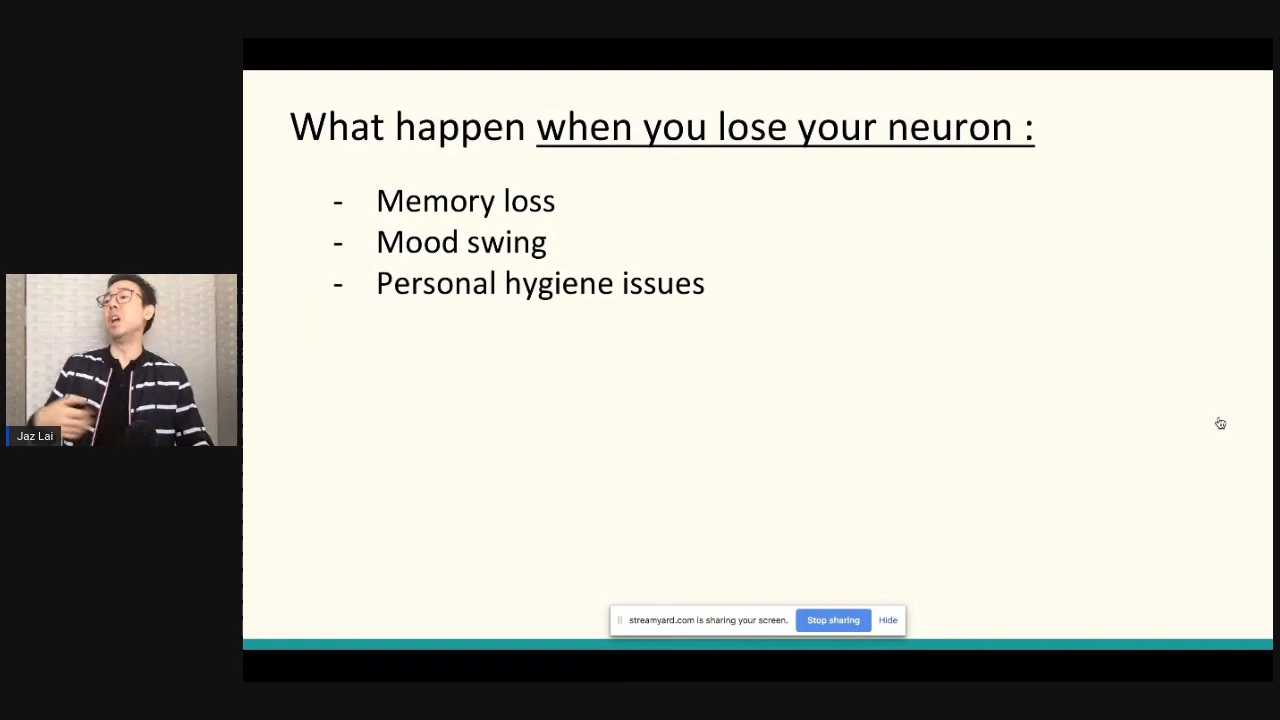 What happen when you lose your neuron :
- Memory loss
- Mood swing
- Personal hygiene issues
Jaz Lai
streamyard.com is sharing your screen. Stop sharing Hide